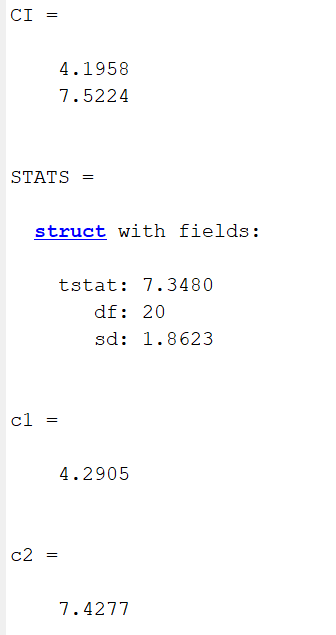 CI =
4.1958
7.5224
STATS =
struct with fields:
tstat: 7.3480
df: 20
sd: 1.8623
c1 =
4.2905
c2 =
7.4277